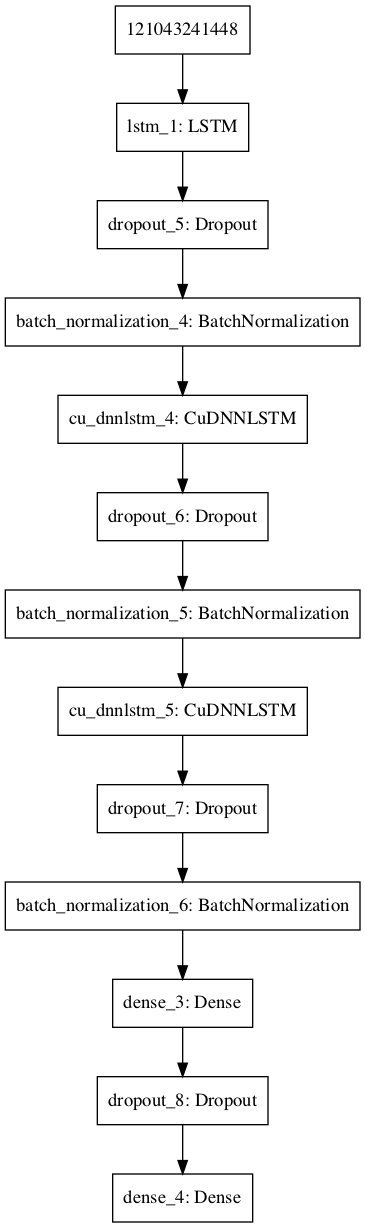 121043241448
lstm_1: LSTM
dropout_5: Dropout
batch_normalization_4: BatchNormalization
cu_dnnlstm_4: CuDNNLSTM
dropout_6: Dropout
batch_normalization_5: BatchNormalization
cu_dnnlstm_5: CuDNNLSTM
dropout_7: Dropout
batch_normalization_6: BatchNormalization
dense_3: Dense
dropout_8: Dropout
dense_4: Dense